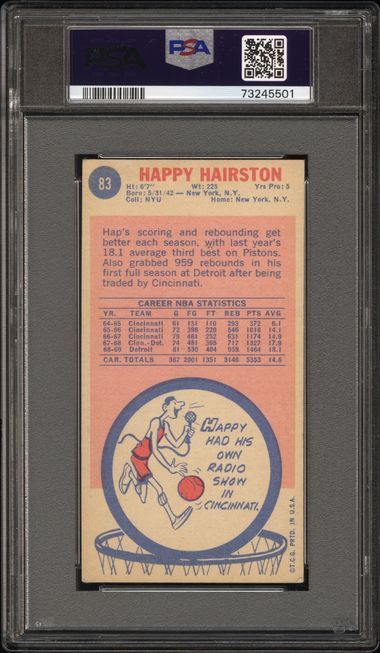 PSA
PSA
73245501
83
HAPPY HAIRSTON
Ht: 6'7" Wt: 225 Yrs Pro: 5
Born: 5/31/42 — New York, N.Y.
Coll: NYU Home: New York, N.Y.
Hap's scoring and rebounding get
better each season, with last year's
18.1 average third best on Pistons.
Also grabbed 959 rebounds in his
first full season at Detroit after being
traded by Cincinnati.
CAREER NBA STATISTICS
YR. TEAM G FG FT REB PTS AVG
64-65 Cincinnati 61 131 110 293 372 6.1
65-66 Cincinnati 72 398 220 546 1016 14.1
66-67 Cincinnati 79 461 252 631 1174 14.9
67-68 Cinc.-Det. 74 481 365 717 1327 17.9
68-69 Detroit 81 530 404 959 1464 18.1
CAR. TOTALS 367 2001 1351 3146 5353 14.6
HAPPY
HAD HIS
OWN
RADIO
SHOW
IN
CINCINNATI.
©T.C.G. PRTD. IN U.S.A.